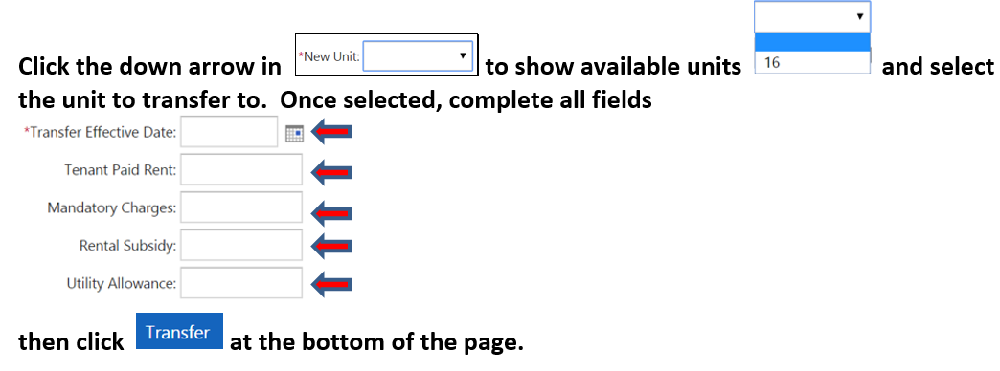 Click the down arrow in *New Unit: to show available units 16 and select
the unit to transfer to. Once selected, complete all fields
*Transfer Effective Date:
Tenant Paid Rent:
Mandatory Charges:
Rental Subsidy:
Utility Allowance:
then click Transfer at the bottom of the page.